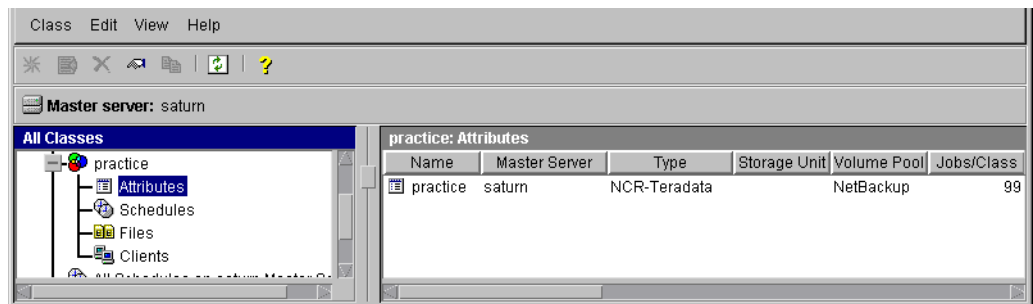 Class Edit View Help
Master server: saturn
All Classes
practice
Attributes
Schedules
Files
Clients
practice: Attributes
Name Master Server Type Storage Unit Volume Pool Jobs/Class
practice saturn NCR-Teradata NetBackup 99